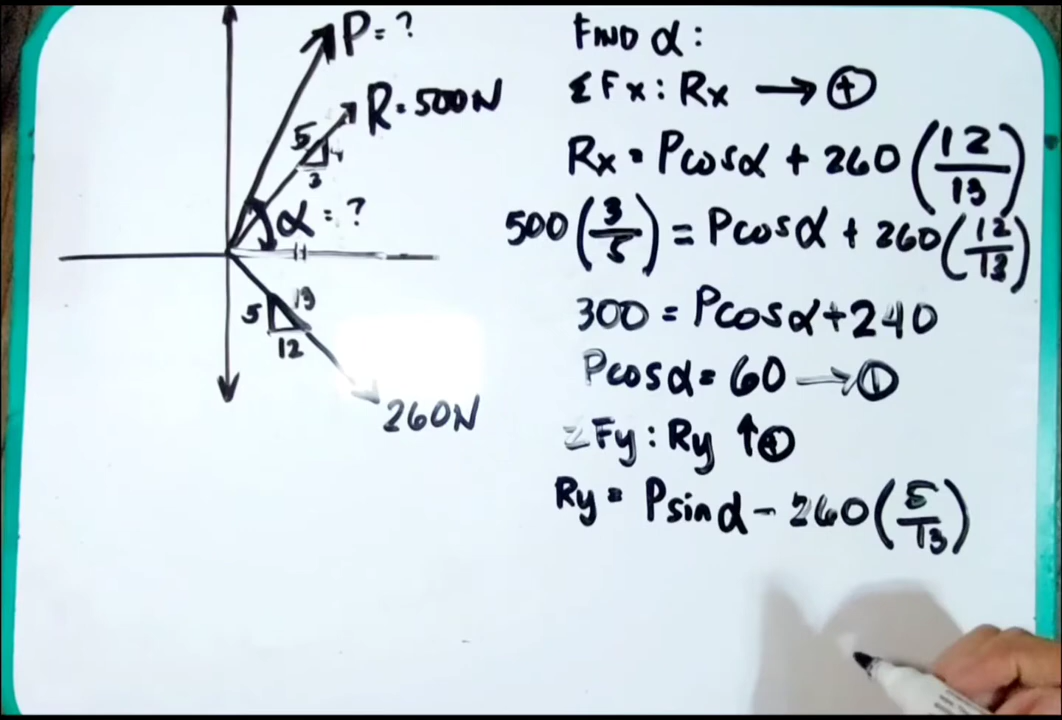 P = ?
R = 500N
5
4
3
α = ?
5
13
12
260N
FIND α:
ΣFx: Rx → (+)
Rx = Pcosα + 260(12/13)
500(3/5) = Pcosα + 260(12/13)
300 = Pcosα + 240
Pcosα = 60 → ①
ΣFy: Ry ↑(+)
Ry = Psinα - 260(5/13)